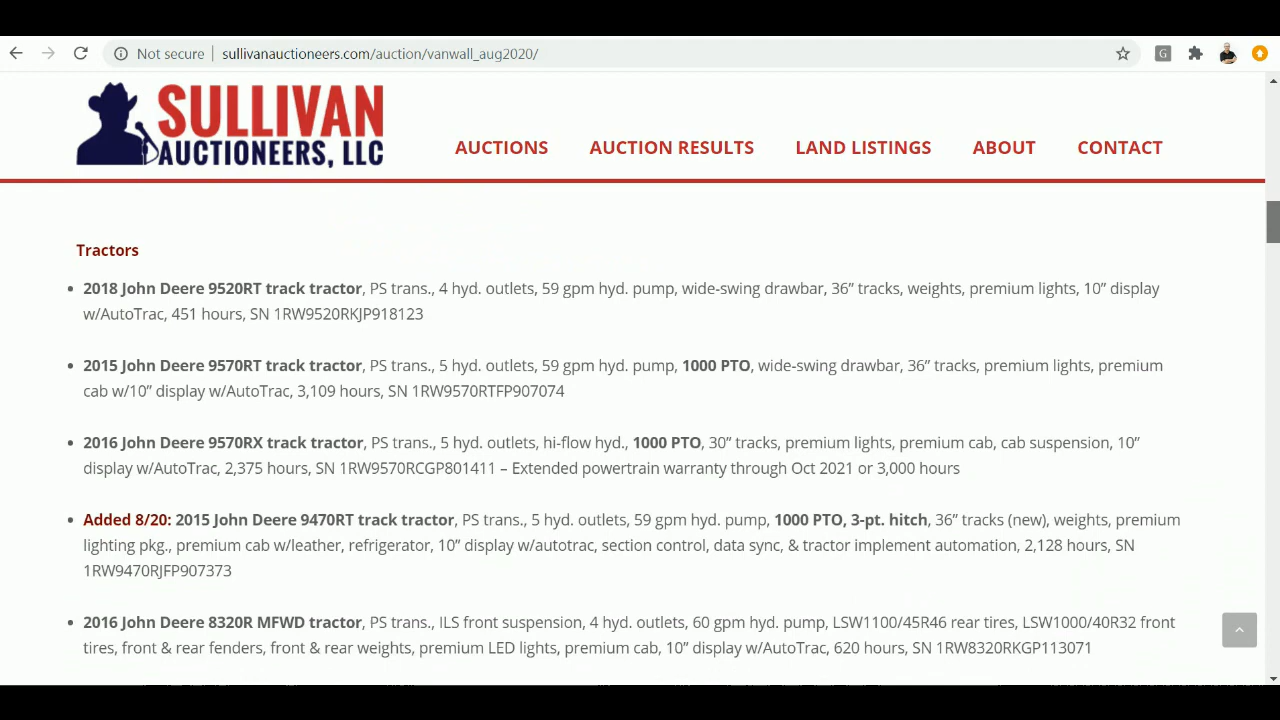 Not secure | sullivanauctioneers.com/auction/vanwall_aug2020/
G
SULLIVAN
AUCTIONEERS, LLC
AUCTIONS AUCTION RESULTS LAND LISTINGS ABOUT CONTACT
Tractors
• 2018 John Deere 9520RT track tractor, PS trans., 4 hyd. outlets, 59 gpm hyd. pump, wide-swing drawbar, 36” tracks, weights, premium lights, 10” display
w/AutoTrac, 451 hours, SN 1RW9520RKJP918123
• 2015 John Deere 9570RT track tractor, PS trans., 5 hyd. outlets, 59 gpm hyd. pump, 1000 PTO, wide-swing drawbar, 36” tracks, premium lights, premium
cab w/10” display w/AutoTrac, 3,109 hours, SN 1RW9570RTFP907074
• 2016 John Deere 9570RX track tractor, PS trans., 5 hyd. outlets, hi-flow hyd., 1000 PTO, 30” tracks, premium lights, premium cab, cab suspension, 10”
display w/AutoTrac, 2,375 hours, SN 1RW9570RCGP801411 – Extended powertrain warranty through Oct 2021 or 3,000 hours
• Added 8/20: 2015 John Deere 9470RT track tractor, PS trans., 5 hyd. outlets, 59 gpm hyd. pump, 1000 PTO, 3-pt. hitch, 36” tracks (new), weights, premium
lighting pkg., premium cab w/leather, refrigerator, 10” display w/autotrac, section control, data sync, & tractor implement automation, 2,128 hours, SN
1RW9470RJFP907373
• 2016 John Deere 8320R MFWD tractor, PS trans., ILS front suspension, 4 hyd. outlets, 60 gpm hyd. pump, LSW1100/45R46 rear tires, LSW1000/40R32 front
tires, front & rear fenders, front & rear weights, premium LED lights, premium cab, 10” display w/AutoTrac, 620 hours, SN 1RW8320RKGP113071